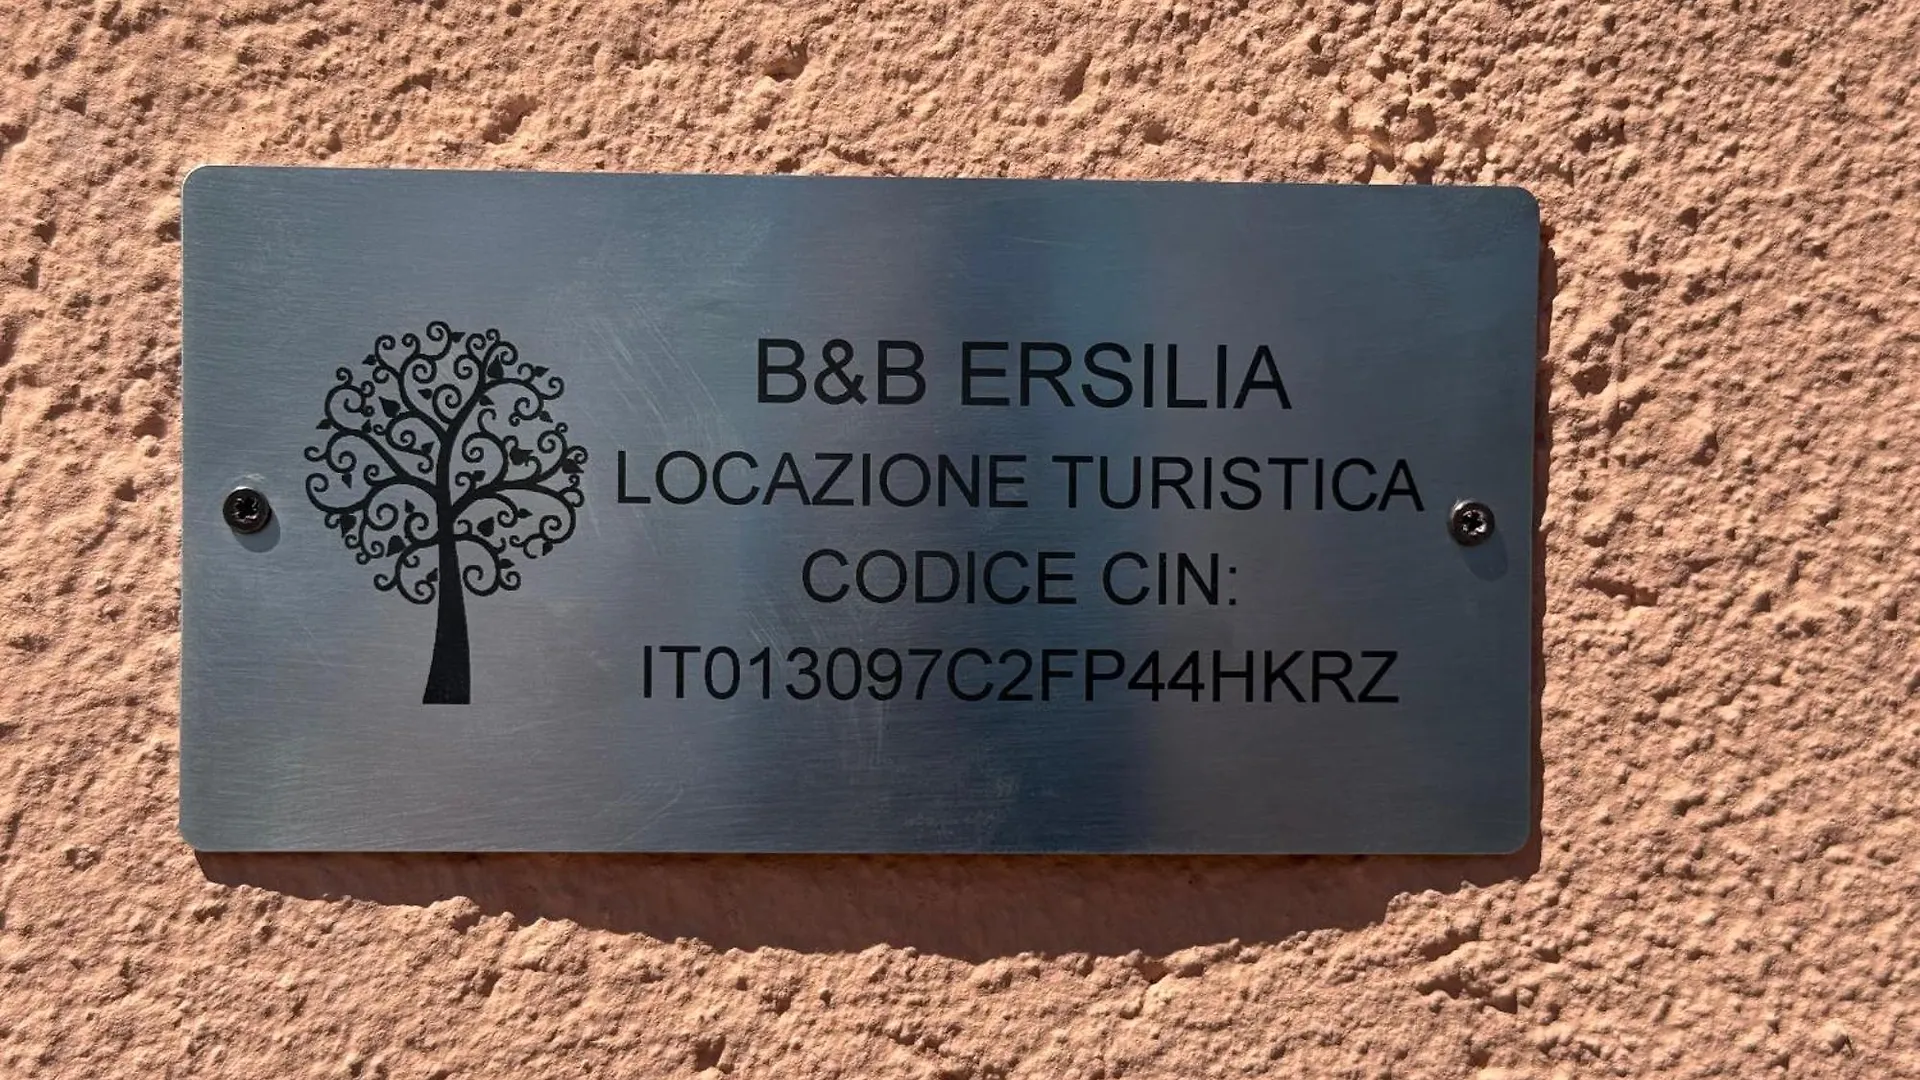 B&B ERSILIA
LOCAZIONE TURISTICA
CODICE CIN:
IT013097C2FP44HKRZ